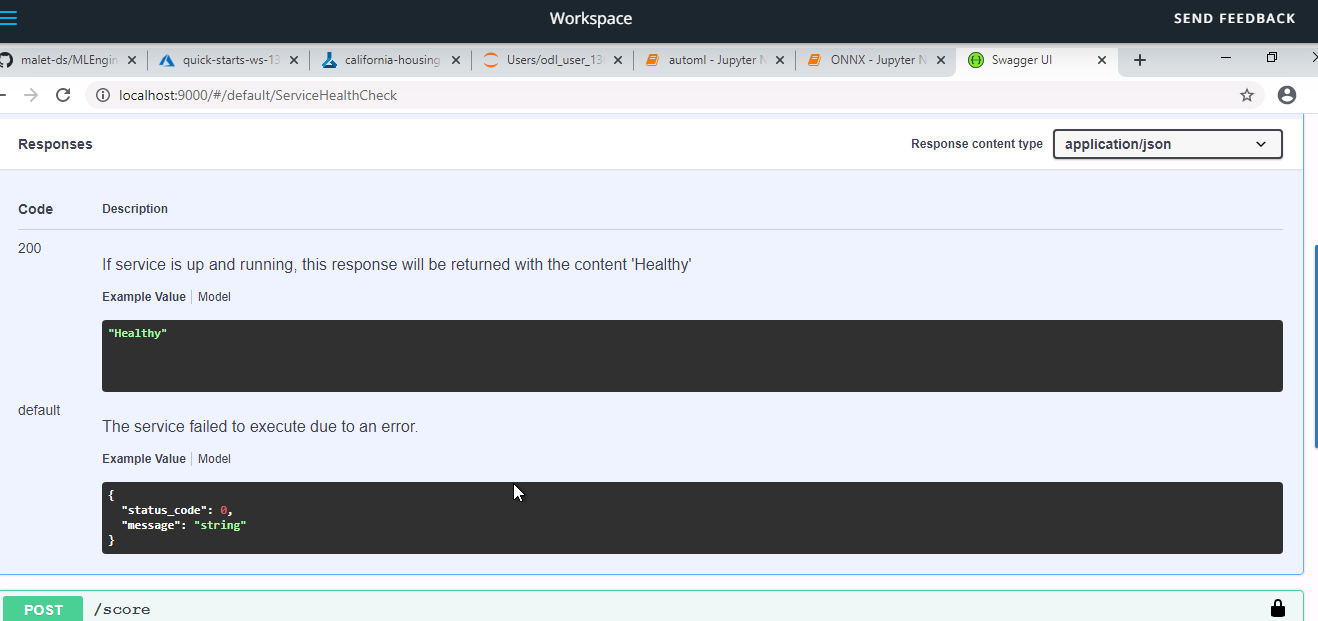 Workspace
SEND FEEDBACK
malet-ds/MLEngin
quick-starts-ws-13
california-housing
Users/odl_user_13
automl - Jupyter N
ONNX - Jupyter N
Swagger UI
localhost:9000/#/default/ServiceHealthCheck
Responses
Response content type
application/json
Code
Description
200
If service is up and running, this response will be returned with the content 'Healthy'
Example Value
Model
"Healthy"
default
The service failed to execute due to an error.
Example Value
Model
{
"status_code": 0,
"message": "string"
}
POST
/score